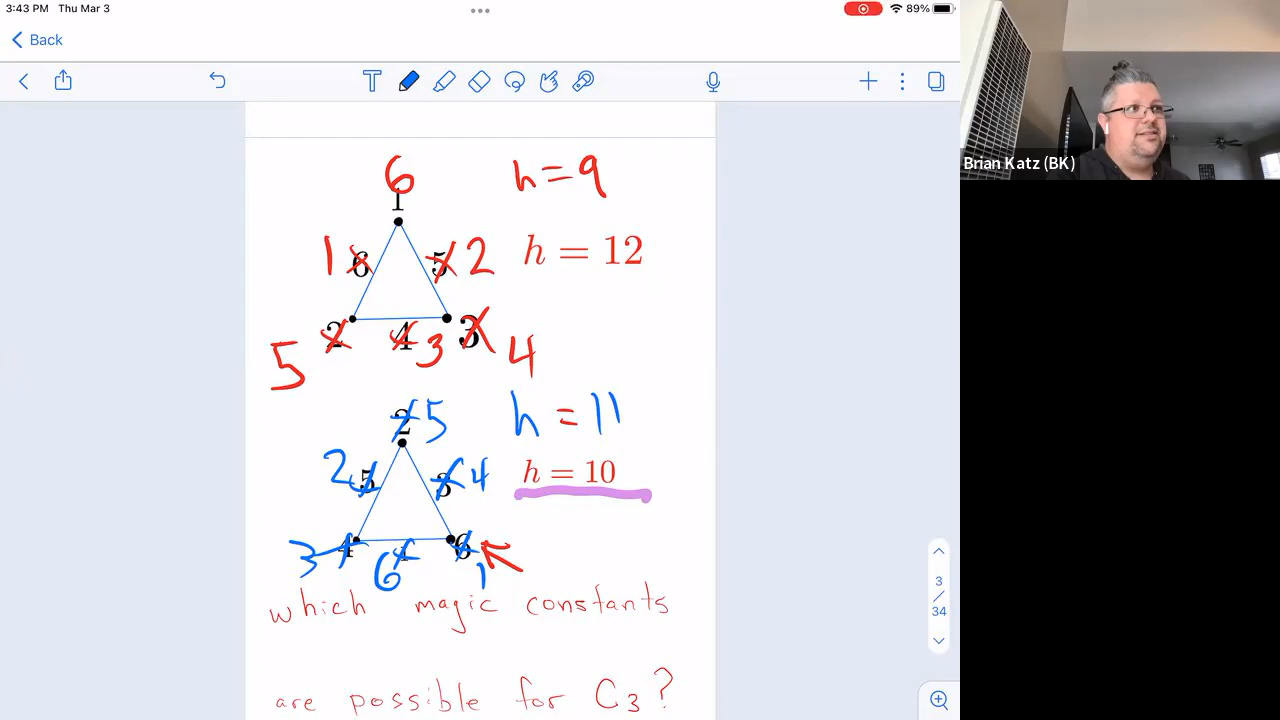 3:43 PM Thu Mar 3
89%
Back
T
Brian Katz (BK)
6
h=9
1
1 6 5 2
h = 12
2 4 3 3
5 4
2 5
h = 11
2 5 3 4
h = 10
3 4 1 6
6 1
which magic constants
are possible for C3?
3
/
34